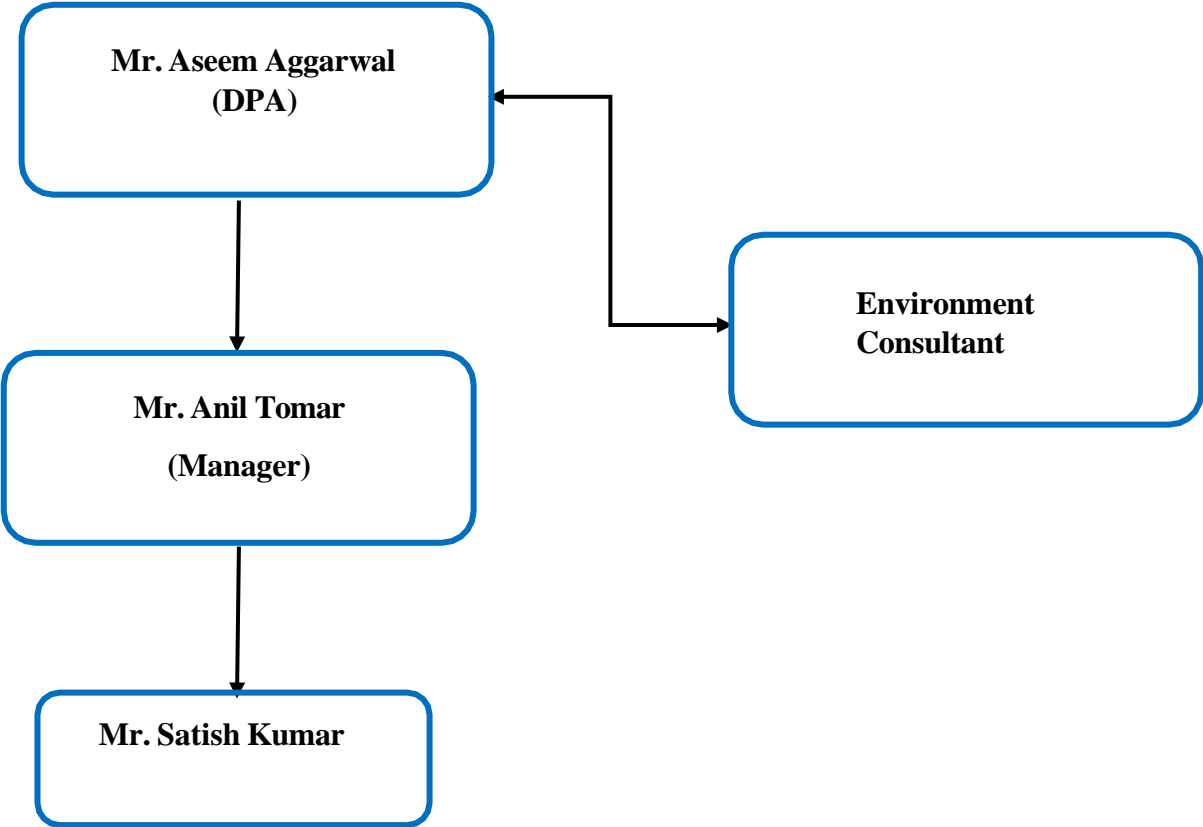 Mr. Aseem Aggarwal
(DPA)
Environment
Consultant
Mr. Anil Tomar
(Manager)
Mr. Satish Kumar